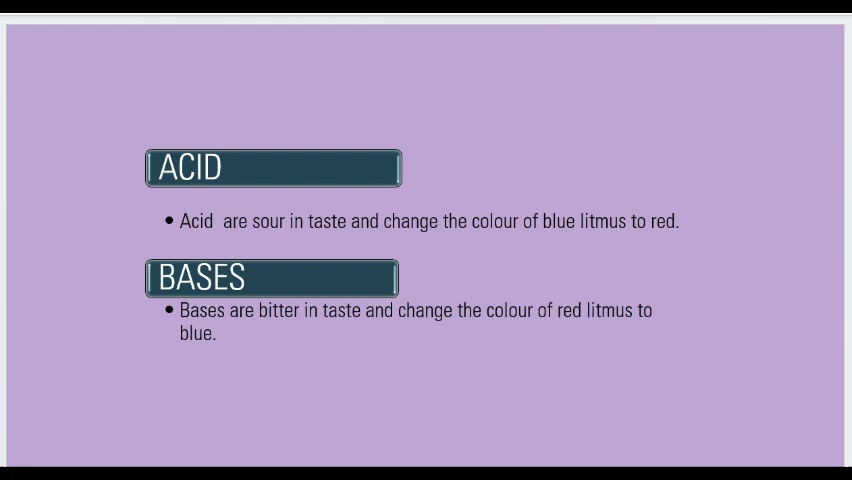 ACID
• Acid are sour in taste and change the colour of blue litmus to red.
BASES
• Bases are bitter in taste and change the colour of red litmus to
blue.